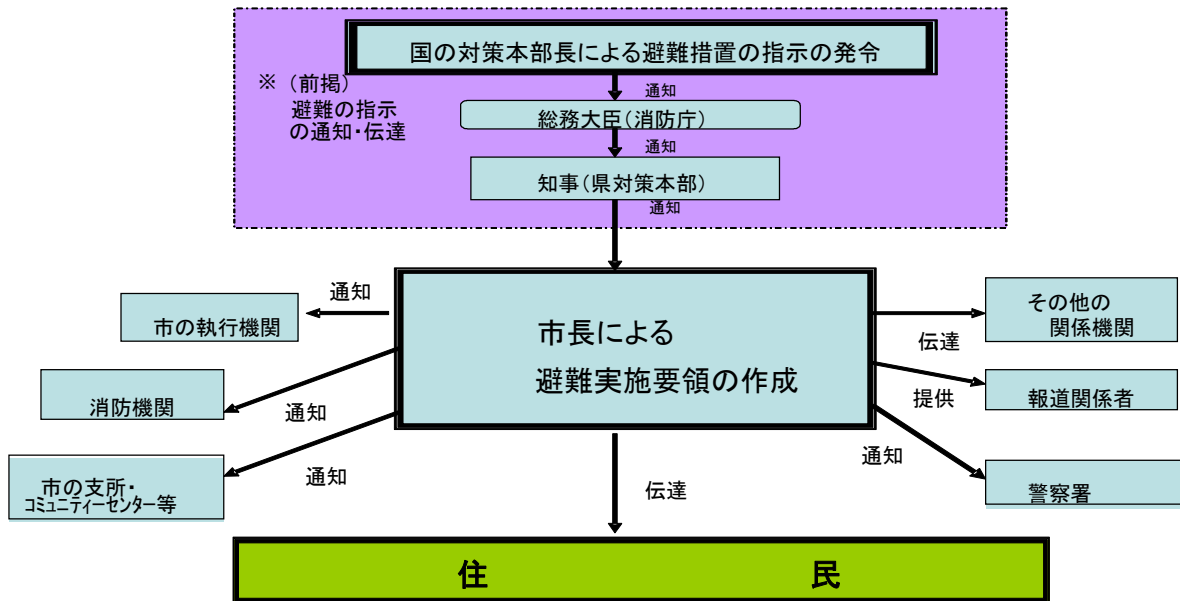 国の対策本部長による避難措置の指示の発令
※（前掲）
避難の指示
の通知・伝達
通知
総務大臣（消防庁）
通知
知事（県対策本部）
通知
市長による
避難実施要領の作成
通知
市の執行機関
消防機関
通知
市の支所・
コミュニティーセンター等
通知
その他の
関係機関
伝達
報道関係者
提供
警察署
通知
伝達
住民